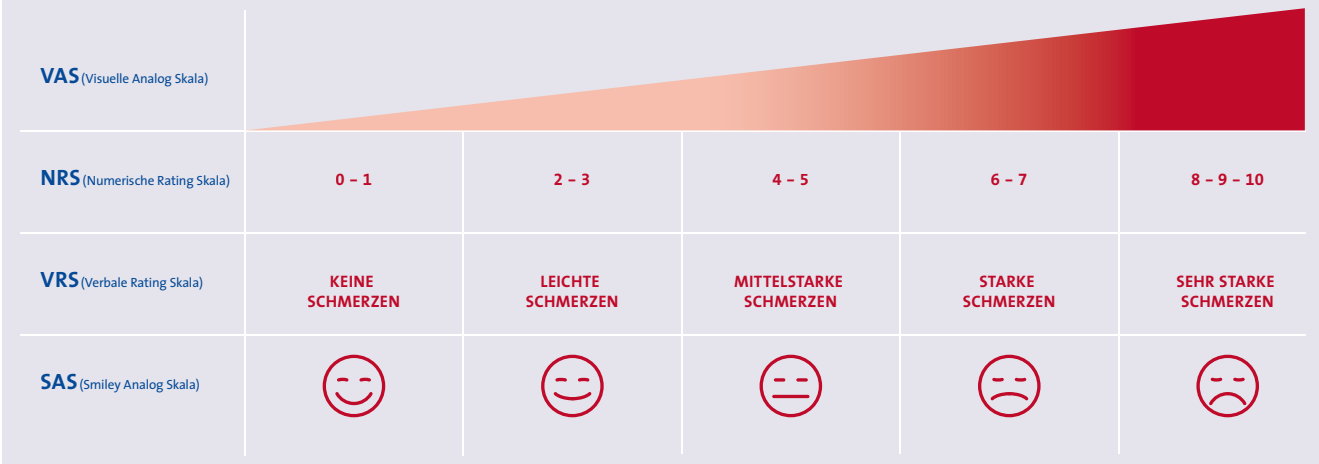 VAS (Visuelle Analog Skala)
NRS (Numerische Rating Skala)
0 – 1
2 – 3
4 – 5
6 – 7
8 – 9 – 10
VRS (Verbale Rating Skala)
KEINE
SCHMERZEN
LEICHTE
SCHMERZEN
MITTELSTARKE
SCHMERZEN
STARKE
SCHMERZEN
SEHR STARKE
SCHMERZEN
SAS (Smiley Analog Skala)